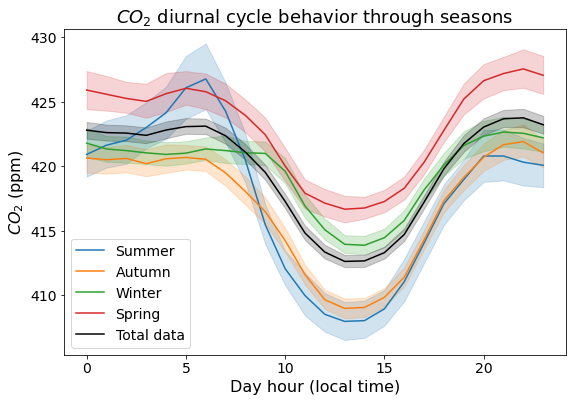 CO₂ diurnal cycle behavior through seasons
CO₂ (ppm)
430
425
420
415
410
Summer
Autumn
Winter
Spring
Total data
0 5 10 15 20
Day hour (local time)